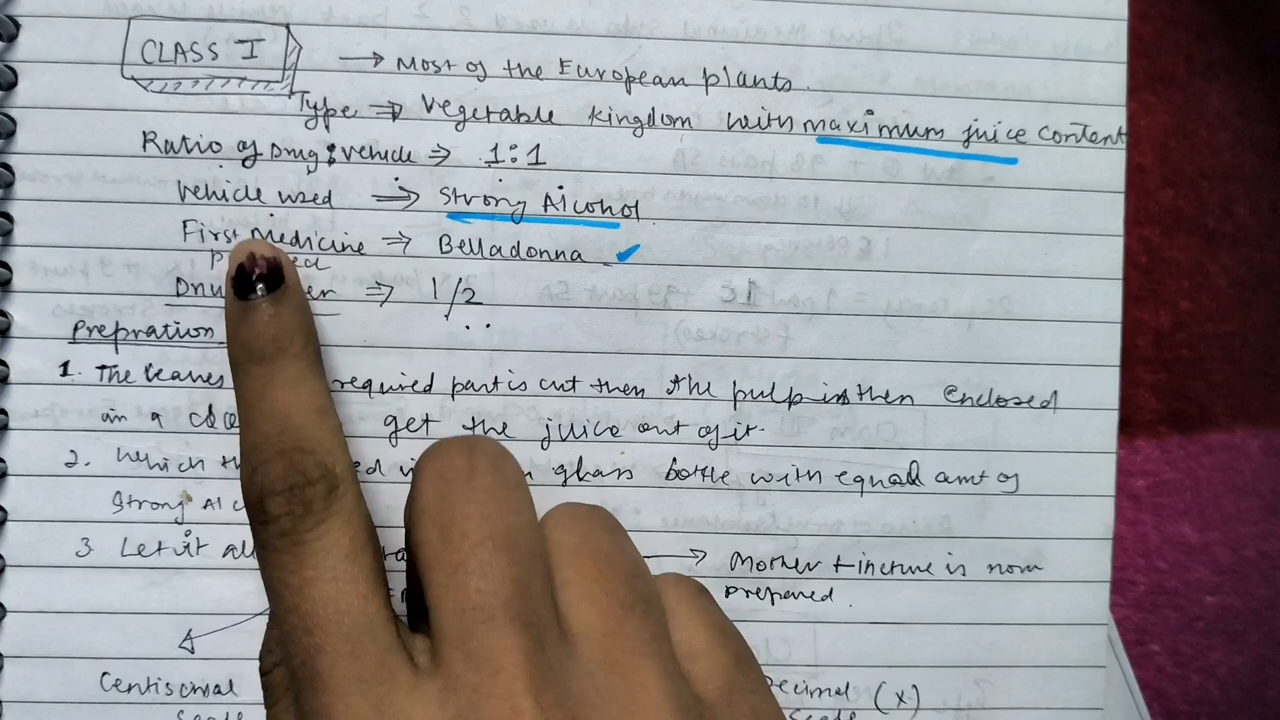 CLASS I → Most of the European plants.
Type ⇒ Vegetable kingdom with maximum juice content
Ratio of Drug : vehicle ⇒ 1:1
Vehicle used ⇒ Strong Alcohol.
First Medicine ⇒ Belladonna
1/2
Prepration
1. The leaves required part is cut then the pulp is then Enclosed
in a get the juice out of it.
2. Which glass bottle with equal amt of
Strong
3. Let it → Mother tincture is now
prepared.
Centiscmal (x)